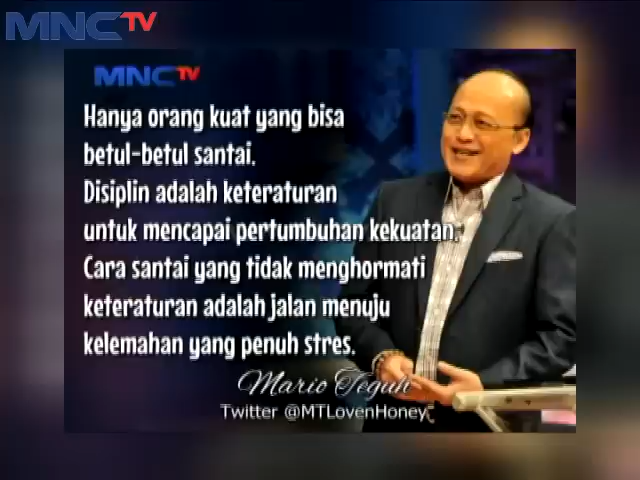 MNCTV
MNCTV
Hanya orang kuat yang bisa
betul-betul santai.
Disiplin adalah keteraturan
untuk mencapai pertumbuhan kekuatan.
Cara santai yang tidak menghormati
keteraturan adalah jalan menuju
kelemahan yang penuh stres.
Mario Teguh
Twitter @MTLovenHoney